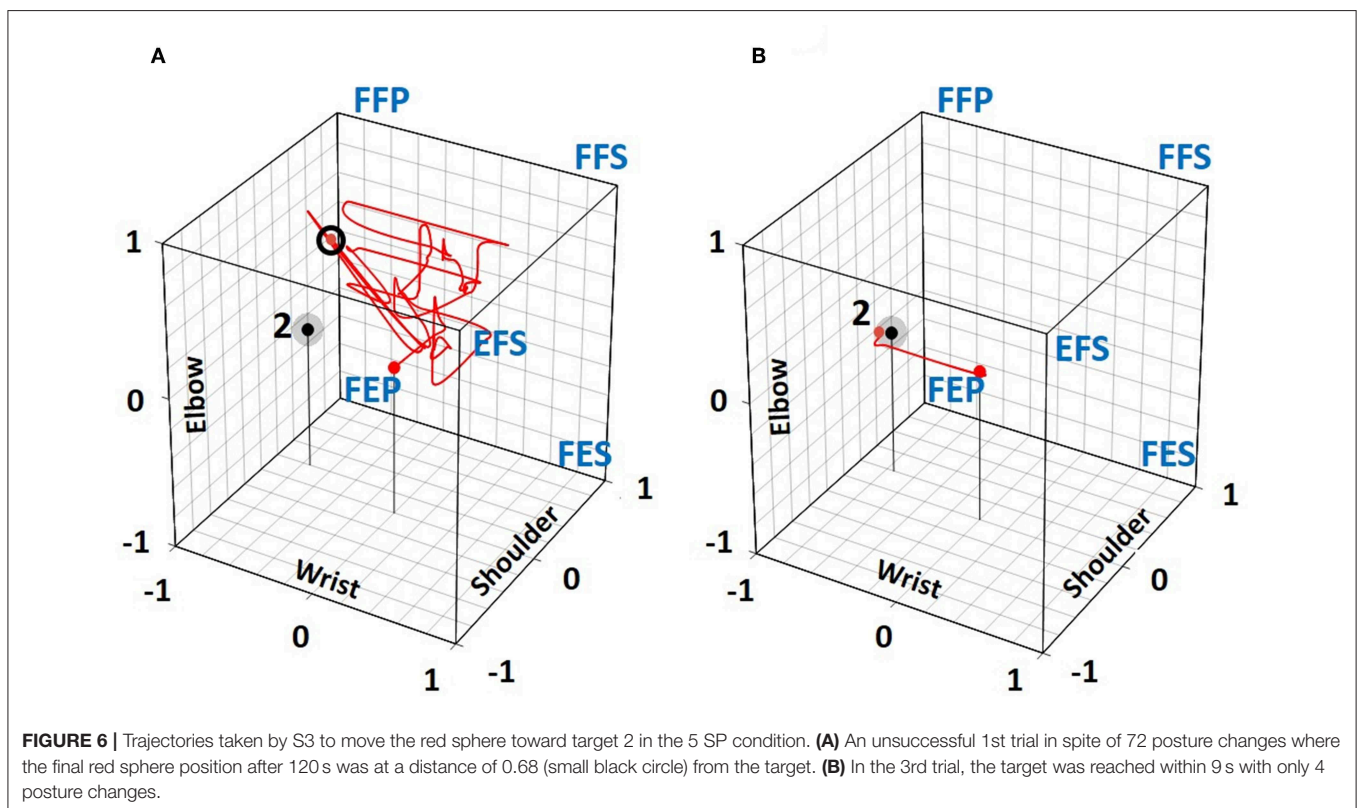 A
B
FFP
FFS
1
2
EFS
Elbow
FEP
0
FES
1
-1
Shoulder
Wrist
0
-1
0
1
-1
FFP
FFS
1
2
EFS
Elbow
FEP
0
FES
1
-1
Shoulder
Wrist
0
-1
0
1
-1
FIGURE 6 | Trajectories taken by S3 to move the red sphere toward target 2 in the 5 SP condition. (A) An unsuccessful 1st trial in spite of 72 posture changes where
the final red sphere position after 120 s was at a distance of 0.68 (small black circle) from the target. (B) In the 3rd trial, the target was reached within 9 s with only 4
posture changes.